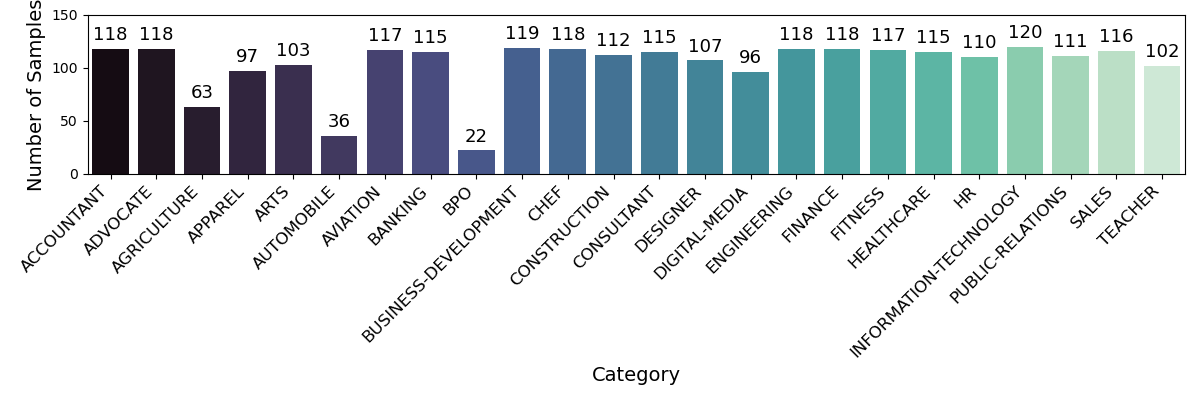 Number of Samples
150
100
50
0
118
118
63
97
103
36
117
115
22
119
118
112
115
107
96
118
118
117
115
110
120
111
116
102
ACCOUNTANT
ADVOCATE
AGRICULTURE
APPAREL
ARTS
AUTOMOBILE
AVIATION
BANKING
BPO
BUSINESS-DEVELOPMENT
CHEF
CONSTRUCTION
CONSULTANT
DESIGNER
DIGITAL-MEDIA
ENGINEERING
FINANCE
FITNESS
HEALTHCARE
HR
INFORMATION-TECHNOLOGY
PUBLIC-RELATIONS
SALES
TEACHER
Category